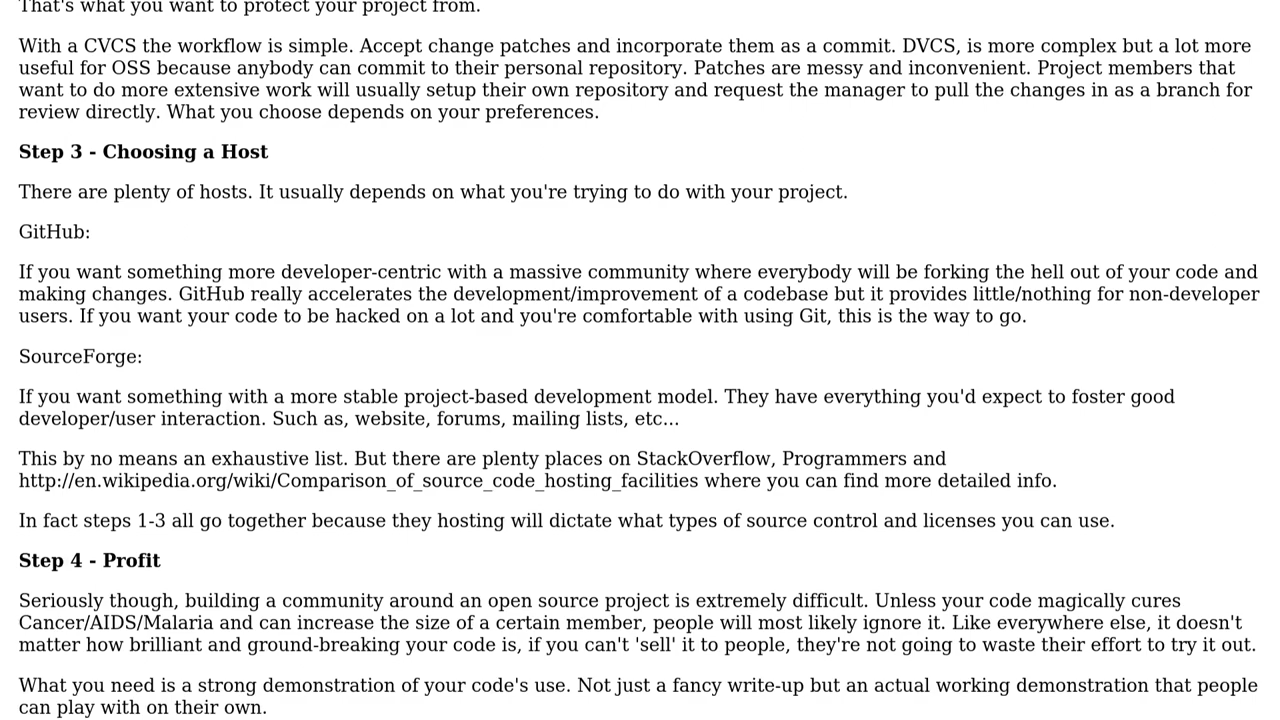 That's what you want to protect your project from.
With a CVCS the workflow is simple. Accept change patches and incorporate them as a commit. DVCS, is more complex but a lot more
useful for OSS because anybody can commit to their personal repository. Patches are messy and inconvenient. Project members that
want to do more extensive work will usually setup their own repository and request the manager to pull the changes in as a branch for
review directly. What you choose depends on your preferences.
Step 3 - Choosing a Host
There are plenty of hosts. It usually depends on what you're trying to do with your project.
GitHub:
If you want something more developer-centric with a massive community where everybody will be forking the hell out of your code and
making changes. GitHub really accelerates the development/improvement of a codebase but it provides little/nothing for non-developer
users. If you want your code to be hacked on a lot and you're comfortable with using Git, this is the way to go.
SourceForge:
If you want something with a more stable project-based development model. They have everything you'd expect to foster good
developer/user interaction. Such as, website, forums, mailing lists, etc...
This by no means an exhaustive list. But there are plenty places on StackOverflow, Programmers and
http://en.wikipedia.org/wiki/Comparison_of_source_code_hosting_facilities where you can find more detailed info.
In fact steps 1-3 all go together because they hosting will dictate what types of source control and licenses you can use.
Step 4 - Profit
Seriously though, building a community around an open source project is extremely difficult. Unless your code magically cures
Cancer/AIDS/Malaria and can increase the size of a certain member, people will most likely ignore it. Like everywhere else, it doesn't
matter how brilliant and ground-breaking your code is, if you can't 'sell' it to people, they're not going to waste their effort to try it out.
What you need is a strong demonstration of your code's use. Not just a fancy write-up but an actual working demonstration that people
can play with on their own.